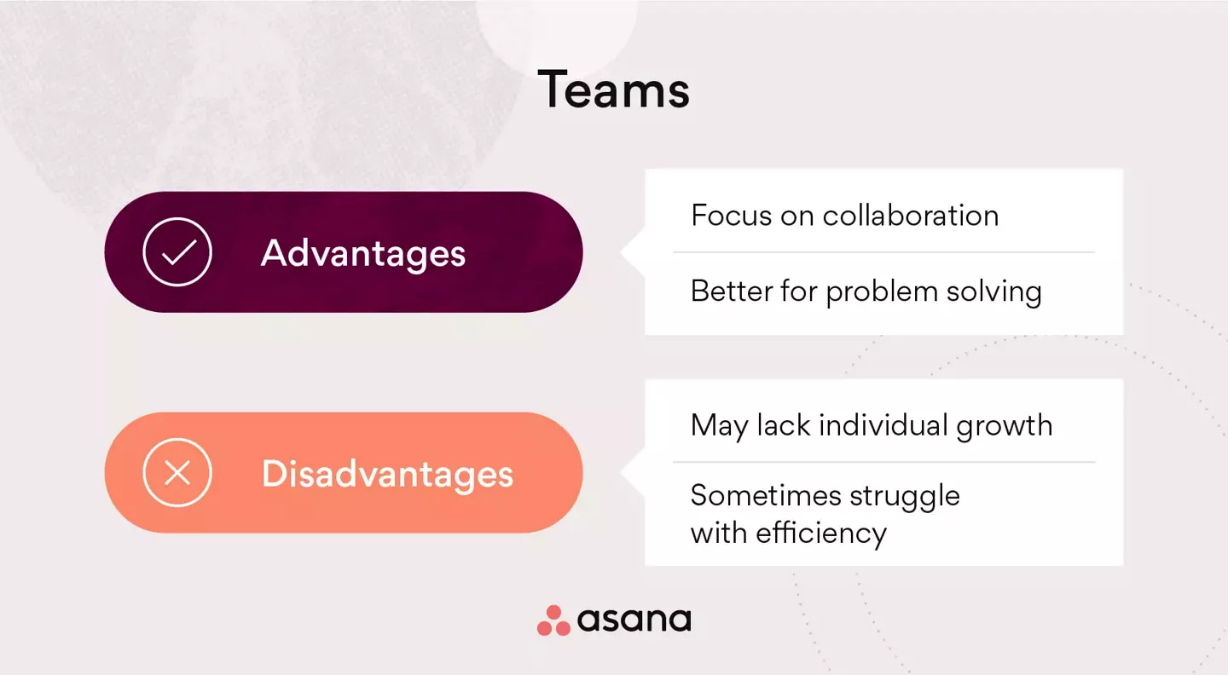 Teams
Advantages
Focus on collaboration
Better for problem solving
Disadvantages
May lack individual growth
Sometimes struggle
with efficiency
asana